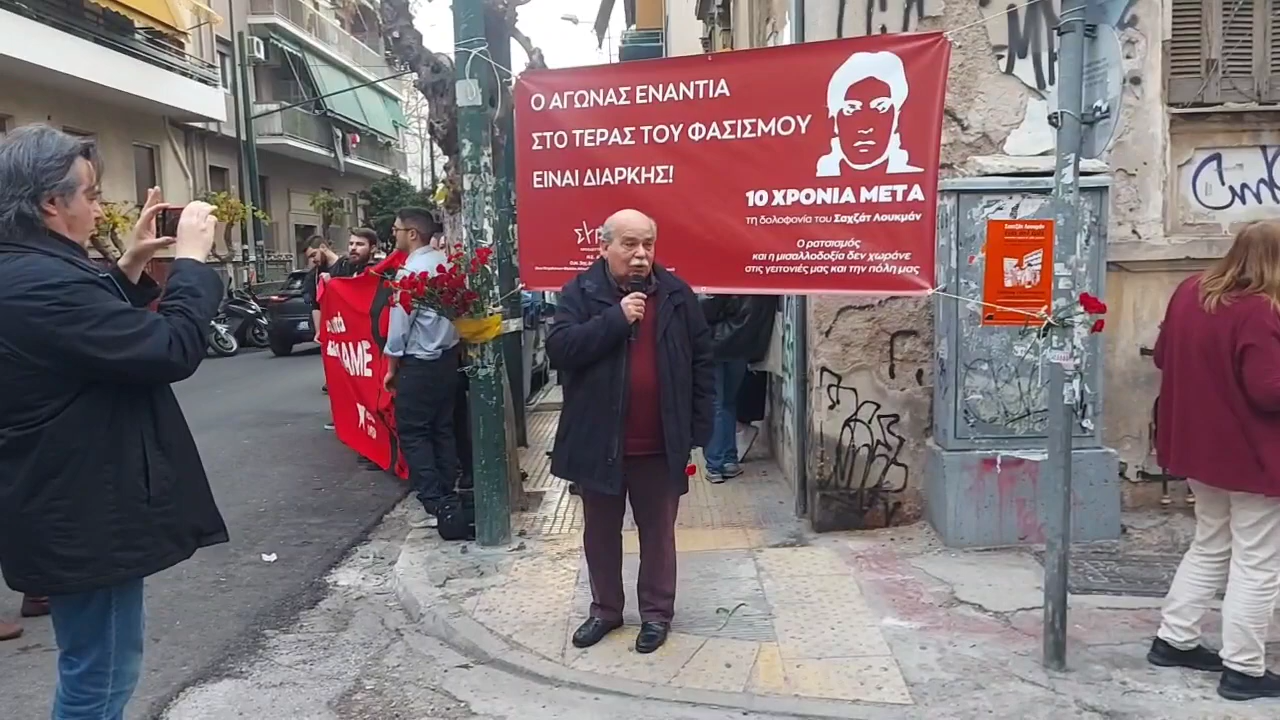 Ο ΑΓΩΝΑΣ ΕΝΑΝΤΙΑ
ΣΤΟ ΤΕΡΑΣ ΤΟΥ ΦΑΣΙΣΜΟΥ
ΕΙΝΑΙ ΔΙΑΡΚΗΣ!
10 ΧΡΟΝΙΑ ΜΕΤΑ
τη δολοφονία του Σαχζάτ Λουκμάν
Ο ρατσισμός
και η μισαλλοδοξία δεν χωράνε
στις γειτονιές μας και την πόλη μας